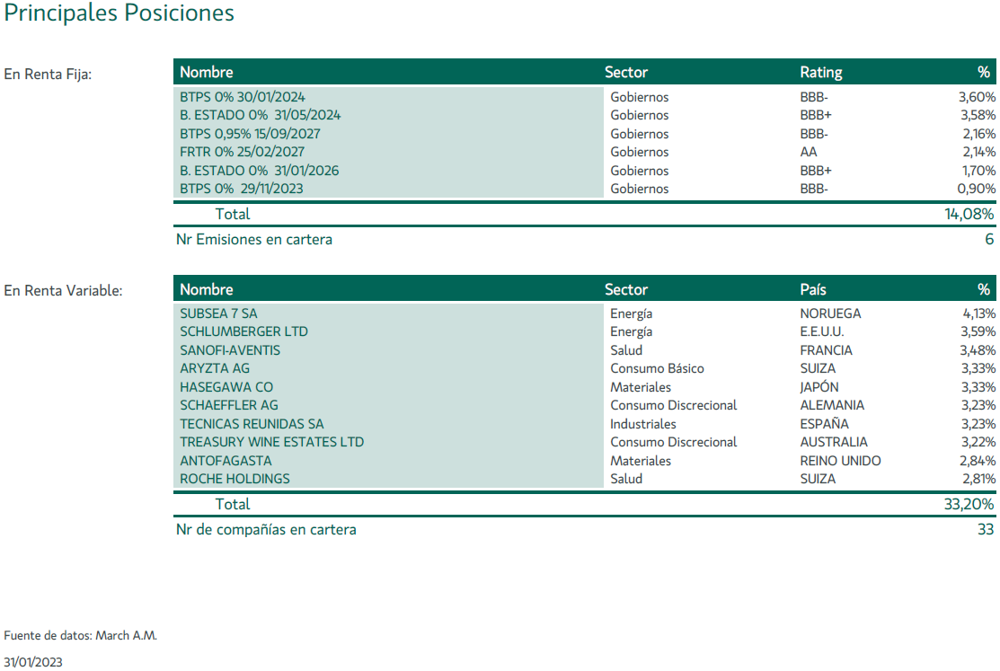 Principales Posiciones
En Renta Fija:
Nombre Sector Rating %
BTPS 0% 30/01/2024 Gobiernos BBB- 3,60%
B. ESTADO 0%  31/05/2024 Gobiernos BBB+ 3,58%
BTPS 0,95% 15/09/2027 Gobiernos BBB- 2,16%
FRTR 0% 25/02/2027 Gobiernos AA 2,14%
B. ESTADO 0%  31/01/2026 Gobiernos BBB+ 1,70%
BTPS 0%  29/11/2023 Gobiernos BBB- 0,90%
Total 14,08%
Nr Emisiones en cartera 6
En Renta Variable:
Nombre Sector País %
SUBSEA 7 SA Energía NORUEGA 4,13%
SCHLUMBERGER LTD Energía E.E.U.U. 3,59%
SANOFI-AVENTIS Salud FRANCIA 3,48%
ARYZTA AG Consumo Básico SUIZA 3,33%
HASEGAWA CO Materiales JAPÓN 3,33%
SCHAEFFLER AG Consumo Discrecional ALEMANIA 3,23%
TECNICAS REUNIDAS SA Industriales ESPAÑA 3,23%
TREASURY WINE ESTATES LTD Consumo Discrecional AUSTRALIA 3,22%
ANTOFAGASTA Materiales REINO UNIDO 2,84%
ROCHE HOLDINGS Salud SUIZA 2,81%
Total 33,20%
Nr de compañías en cartera 33
Fuente de datos: March A.M.
31/01/2023